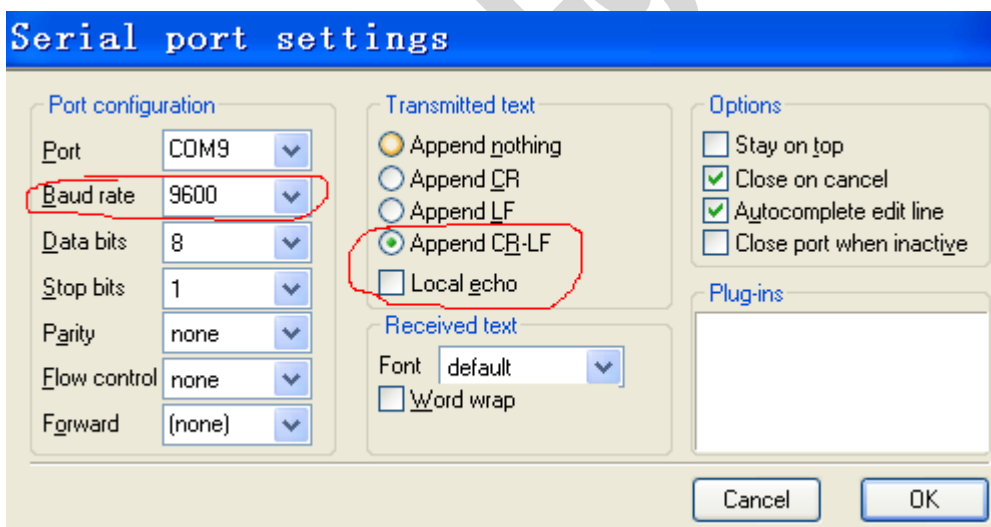 Serial port settings
Port configuration
Port COM9
Baud rate 9600
Data bits 8
Stop bits 1
Parity none
Flow control none
Forward (none)
Transmitted text
Append nothing
Append CR
Append LF
Append CR-LF
Local echo
Received text
Font default
Word wrap
Options
Stay on top
Close on cancel
Autocomplete edit line
Close port when inactive
Plug-ins
Cancel OK